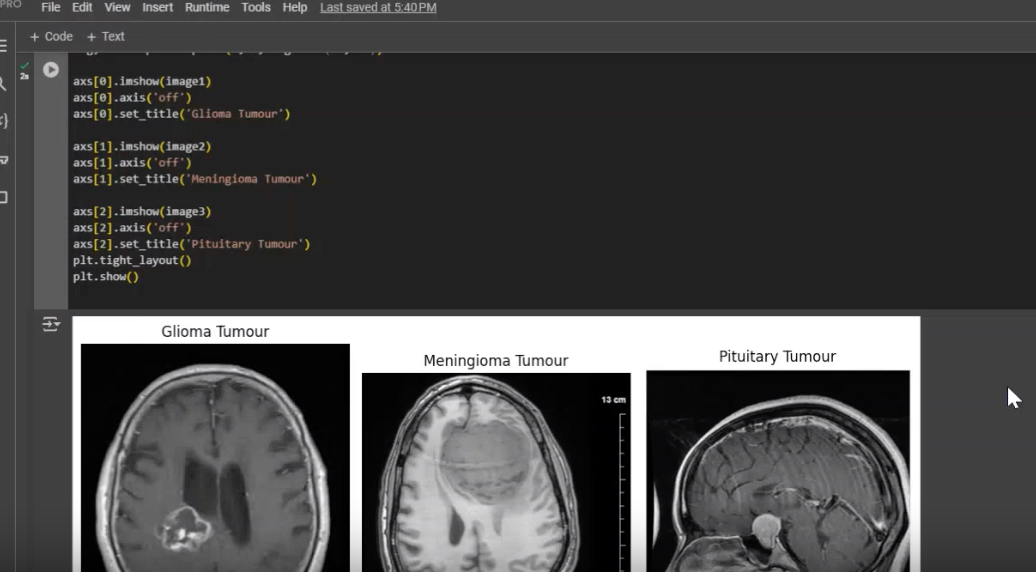 PRO
File Edit View Insert Runtime Tools Help Last saved at 5:40 PM
+ Code + Text
2s
axs[0].imshow(image1)
axs[0].axis('off')
axs[0].set_title('Glioma Tumour')
axs[1].imshow(image2)
axs[1].axis('off')
axs[1].set_title('Meningioma Tumour')
axs[2].imshow(image3)
axs[2].axis('off')
axs[2].set_title('Pituitary Tumour')
plt.tight_layout()
plt.show()
Glioma Tumour
Meningioma Tumour
Pituitary Tumour
13 cm